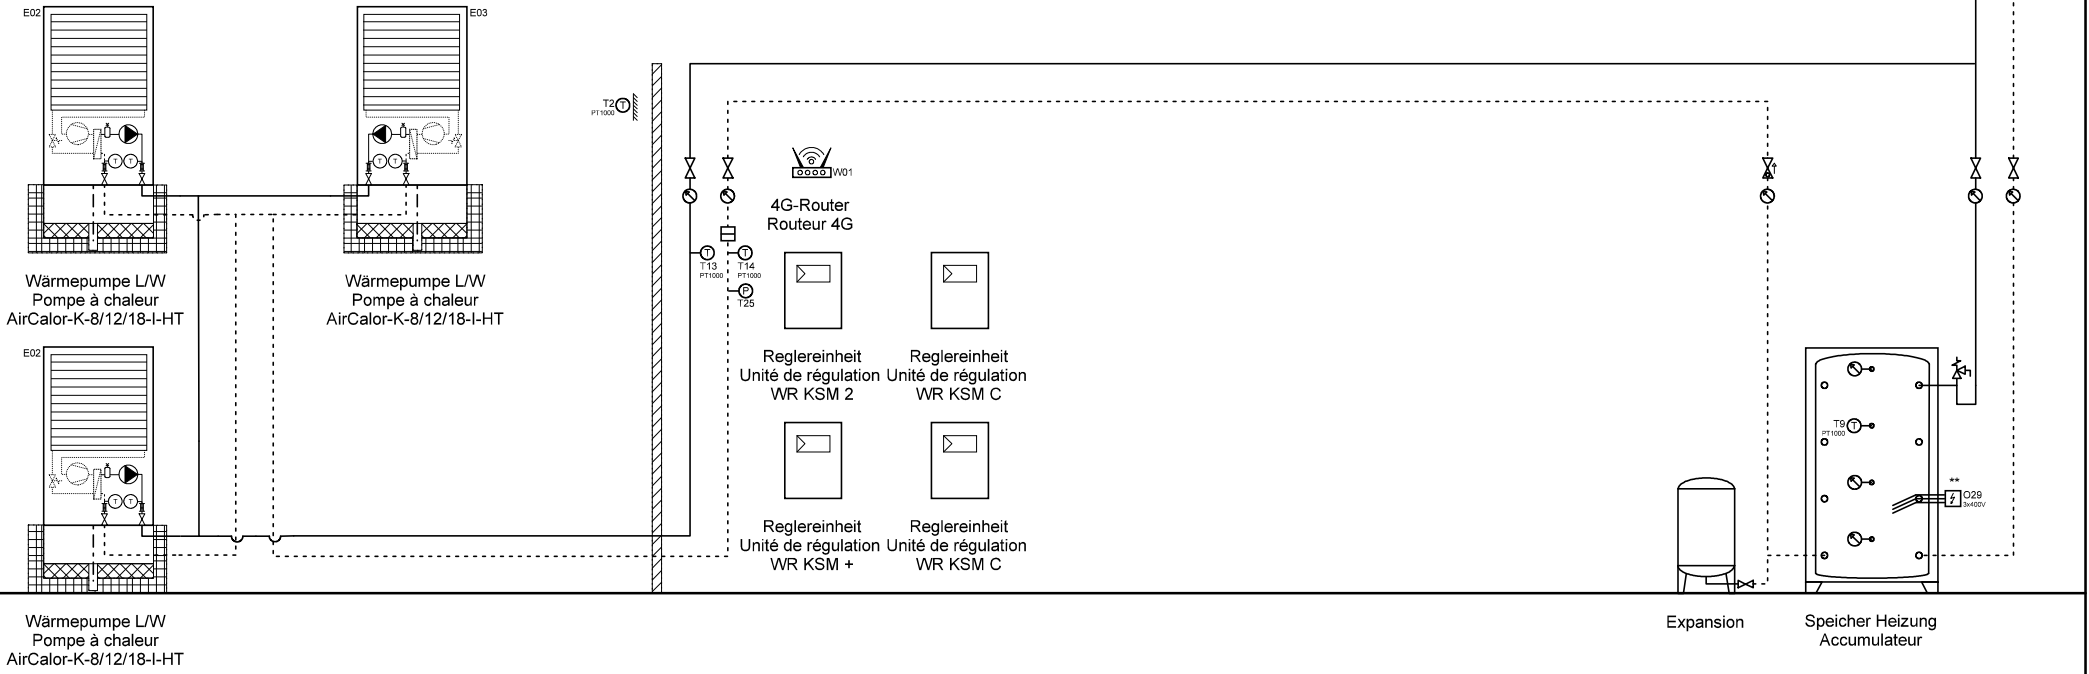 E02
E03
T2
PT1000
T
T
T
T
T
W01
4G-Router
Routeur 4G
T
T
T13
PT1000
T14
PT1000
P
T25
Wärmepumpe L/W
Pompe à chaleur
AirCalor-K-8/12/18-I-HT
Wärmepumpe L/W
Pompe à chaleur
AirCalor-K-8/12/18-I-HT
E02
T
T
Reglereinheit
Unité de régulation
WR KSM 2
Reglereinheit
Unité de régulation
WR KSM C
T9
PT1000
T
**
O29
3x400V
Reglereinheit
Unité de régulation
WR KSM +
Reglereinheit
Unité de régulation
WR KSM C
Wärmepumpe L/W
Pompe à chaleur
AirCalor-K-8/12/18-I-HT
Expansion
Speicher Heizung
Accumulateur